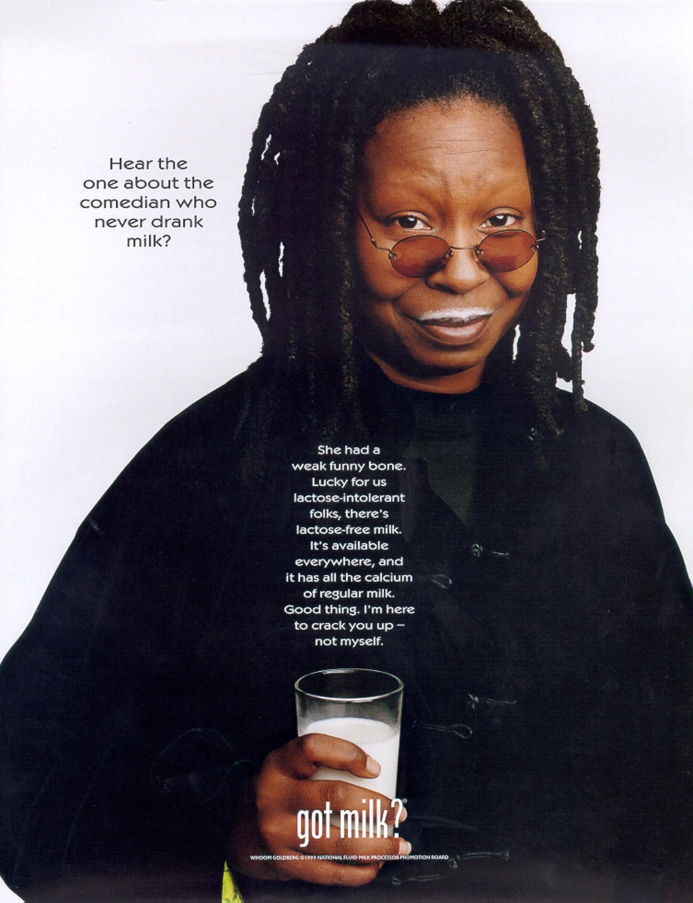 Hear the
one about the
comedian who
never drank
milk?
She had a
weak funny bone.
Lucky for us
lactose-intolerant
folks, there's
lactose-free milk.
It's available
everywhere, and
it has all the calcium
of regular milk.
Good thing. I'm here
to crack you up –
not myself.
got milk?®
WHOOPI GOLDBERG ©1999 NATIONAL FLUID MILK PROCESSOR PROMOTION BOARD